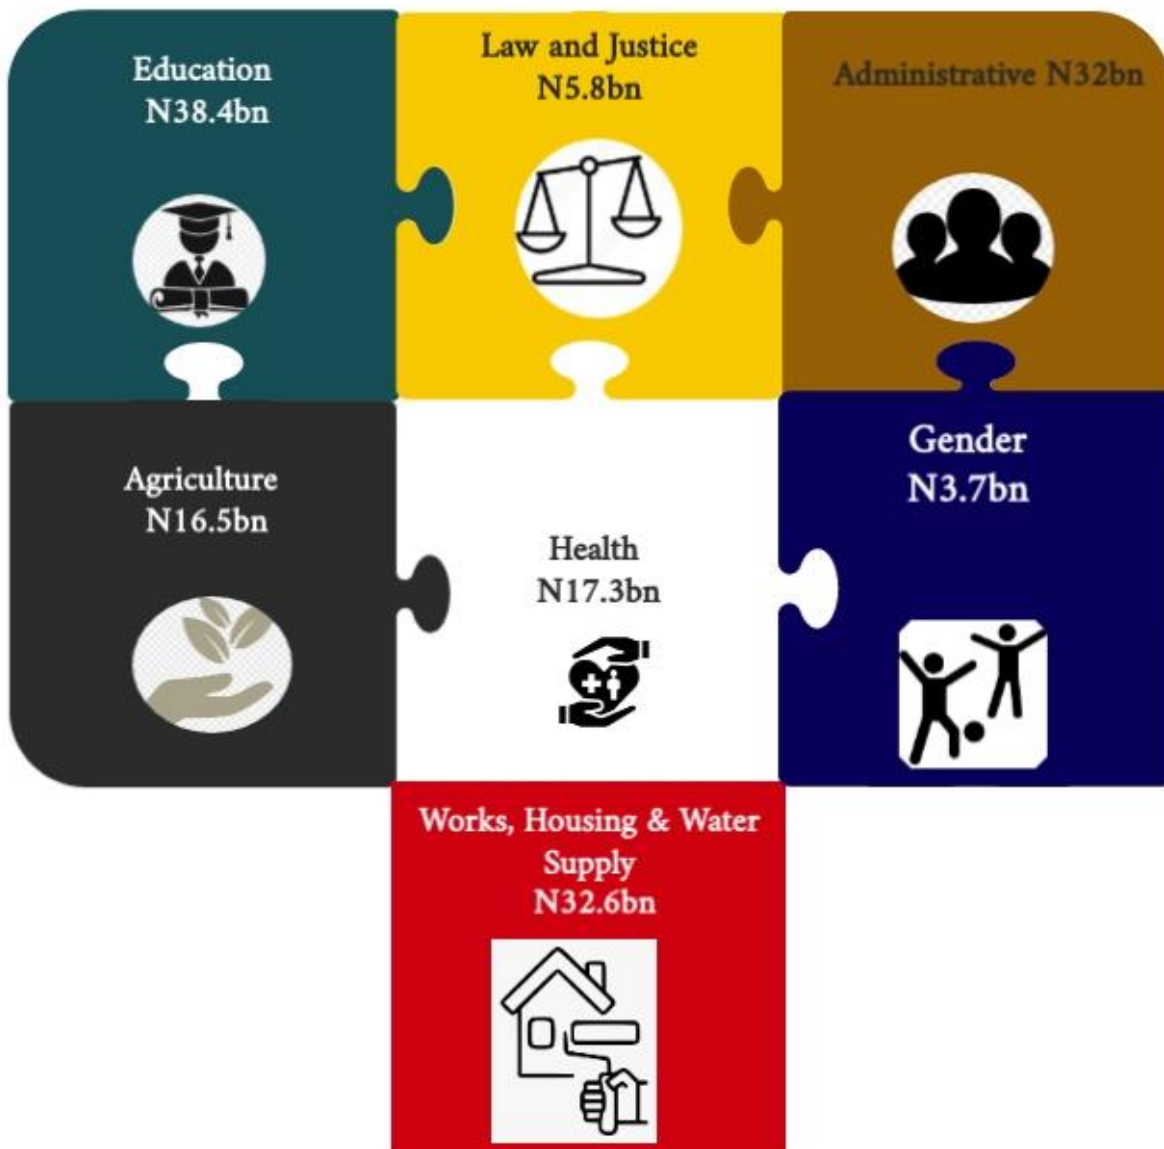 Education
N38.4bn
Law and Justice
N5.8bn
Administrative N32bn
Agriculture
N16.5bn
Health
N17.3bn
Gender
N3.7bn
Works, Housing & Water
Supply
N32.6bn